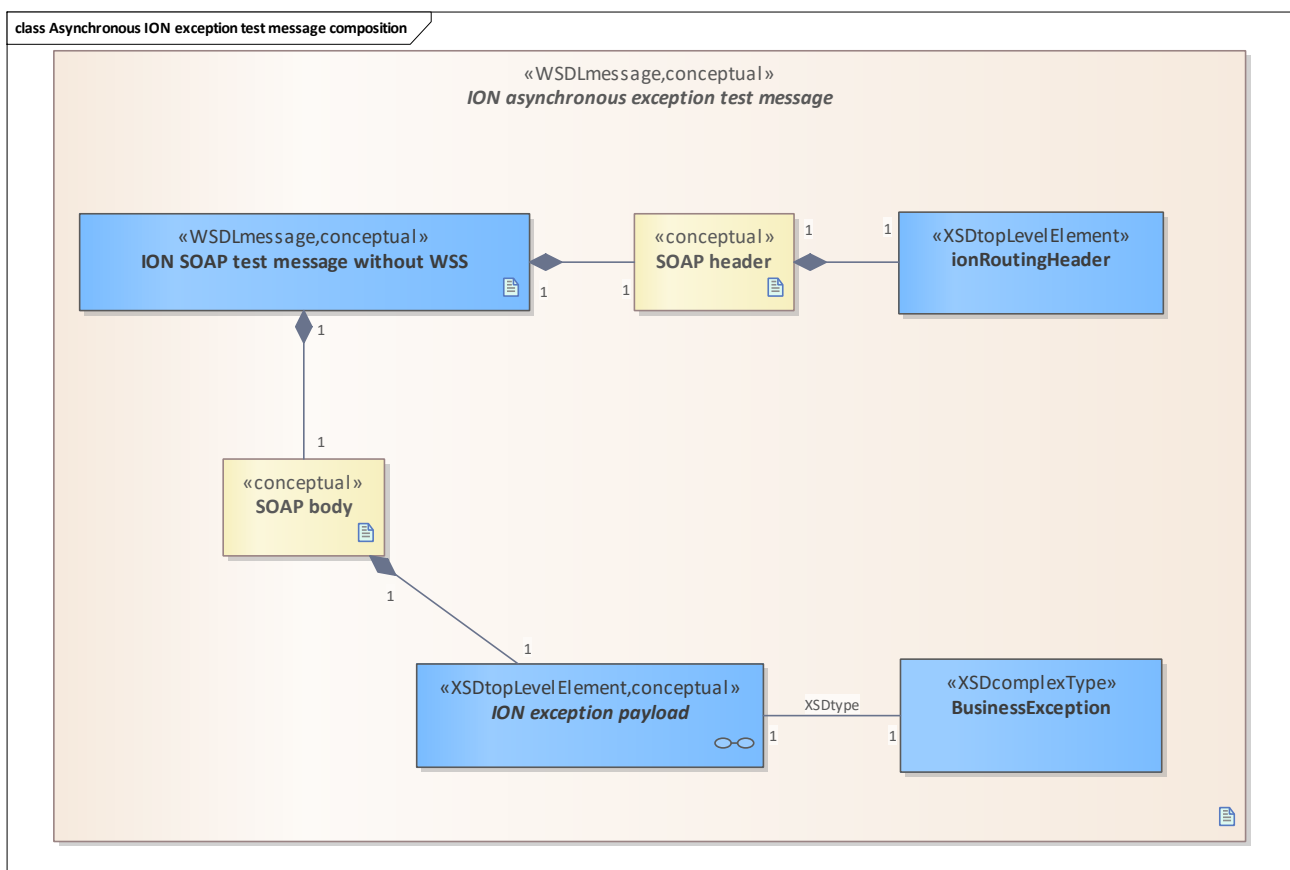 class Asynchronous ION exception test message composition
«WSDLmessage,conceptual»
ION asynchronous exception test message
«WSDLmessage,conceptual»
ION SOAP test message without WSS
1
1
«conceptual»
SOAP header
1
1
«XSDtopLevelElement»
ionRoutingHeader
1
1
«conceptual»
SOAP body
1
1
«XSDtopLevelElement,conceptual»
ION exception payload
XSDtype
1
1
«XSDcomplexType»
BusinessException